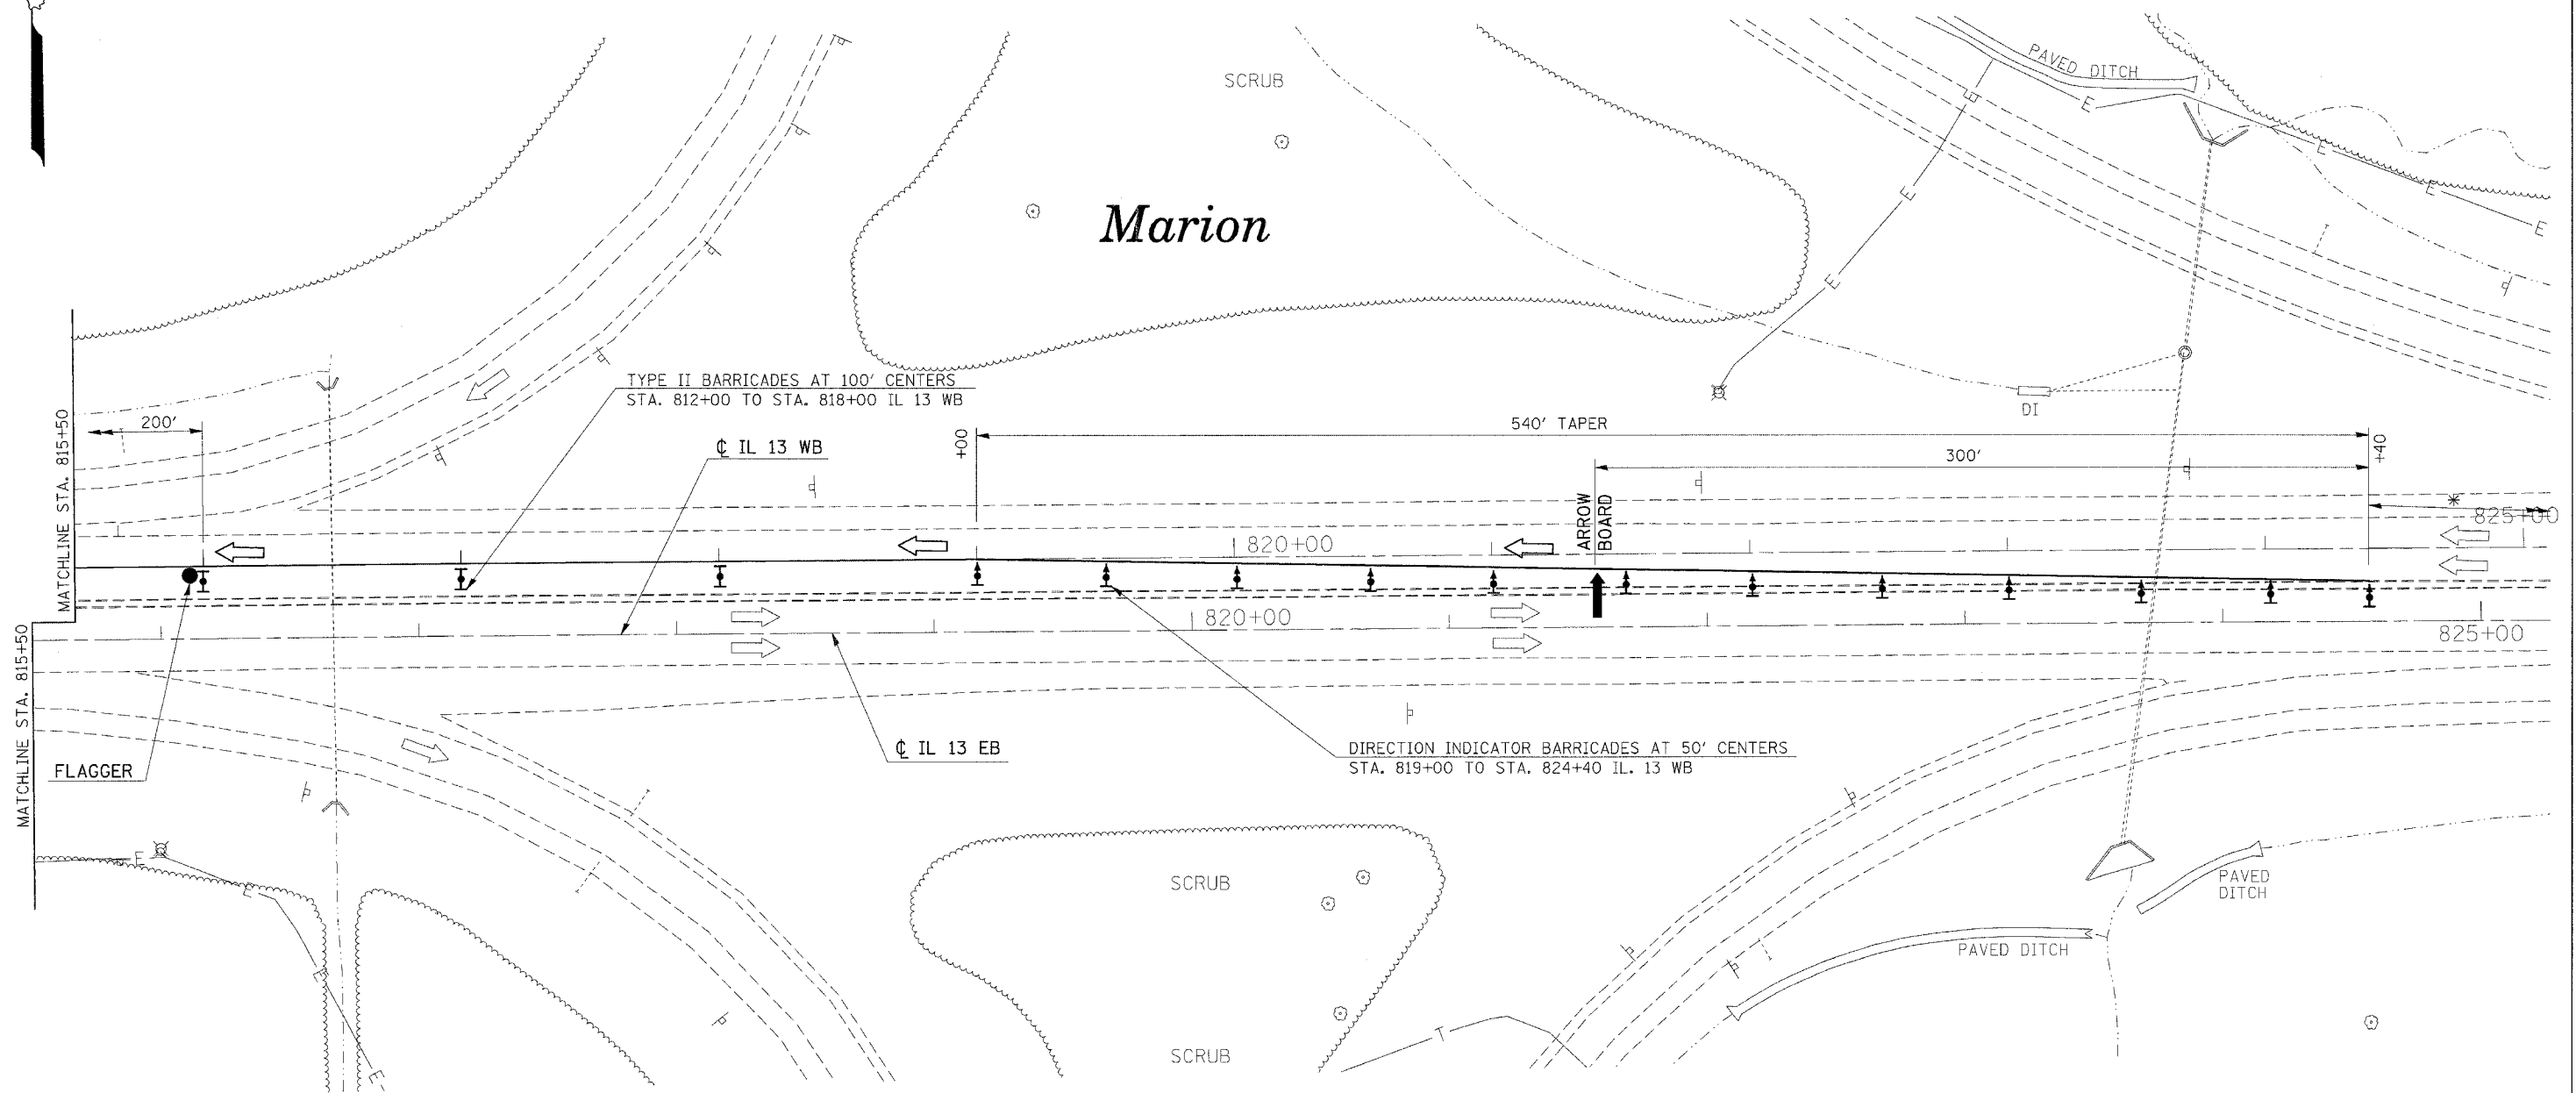 PAVED DITCH
SCRUB
E
E
E
E
E
E
E
E
Marion
TYPE II BARRICADES AT 100' CENTERS
STA. 812+00 TO STA. 818+00 IL 13 WB
DI
200'
540' TAPER
+00
+40
℄ IL 13 WB
300'
MATCHLINE STA. 815+50
ARROW
BOARD
*
825+00
820+00
820+00
825+00
MATCHLINE STA. 815+50
℄ IL 13 EB
DIRECTION INDICATOR BARRICADES AT 50' CENTERS
STA. 819+00 TO STA. 824+40 IL. 13 WB
FLAGGER
E
E
SCRUB
PAVED
DITCH
PAVED DITCH
E
T
SCRUB
E